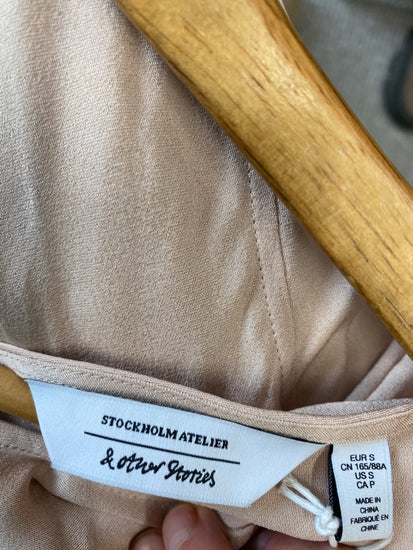 STOCKHOLM ATELIER
& other Stories
EUR S
CN 165/88A
US S
CA P
MADE IN
CHINA
FABRIQUÉ EN
CHINE